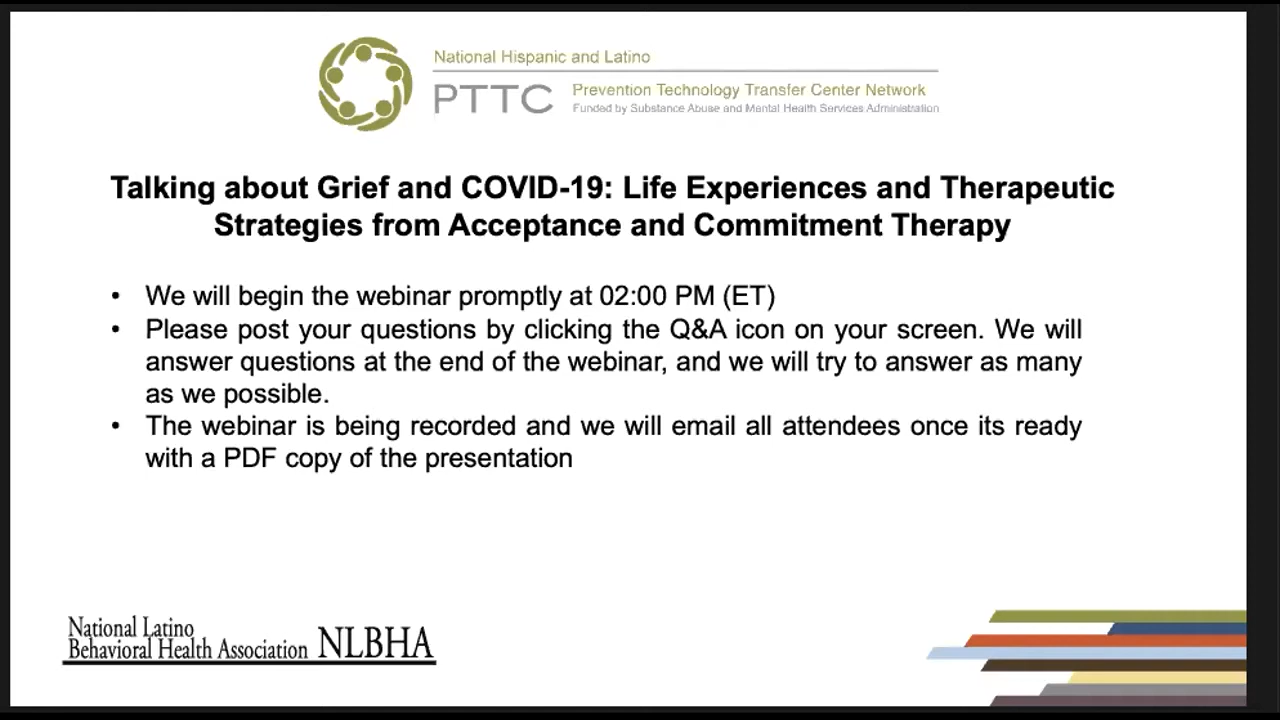 National Hispanic and Latino
PTTC
Prevention Technology Transfer Center Network
Funded by Substance Abuse and Mental Health Services Administration
Talking about Grief and COVID-19: Life Experiences and Therapeutic
Strategies from Acceptance and Commitment Therapy
• We will begin the webinar promptly at 02:00 PM (ET)
• Please post your questions by clicking the Q&A icon on your screen. We will
answer questions at the end of the webinar, and we will try to answer as many
as we possible.
• The webinar is being recorded and we will email all attendees once its ready
with a PDF copy of the presentation
National Latino
Behavioral Health Association NLBHA